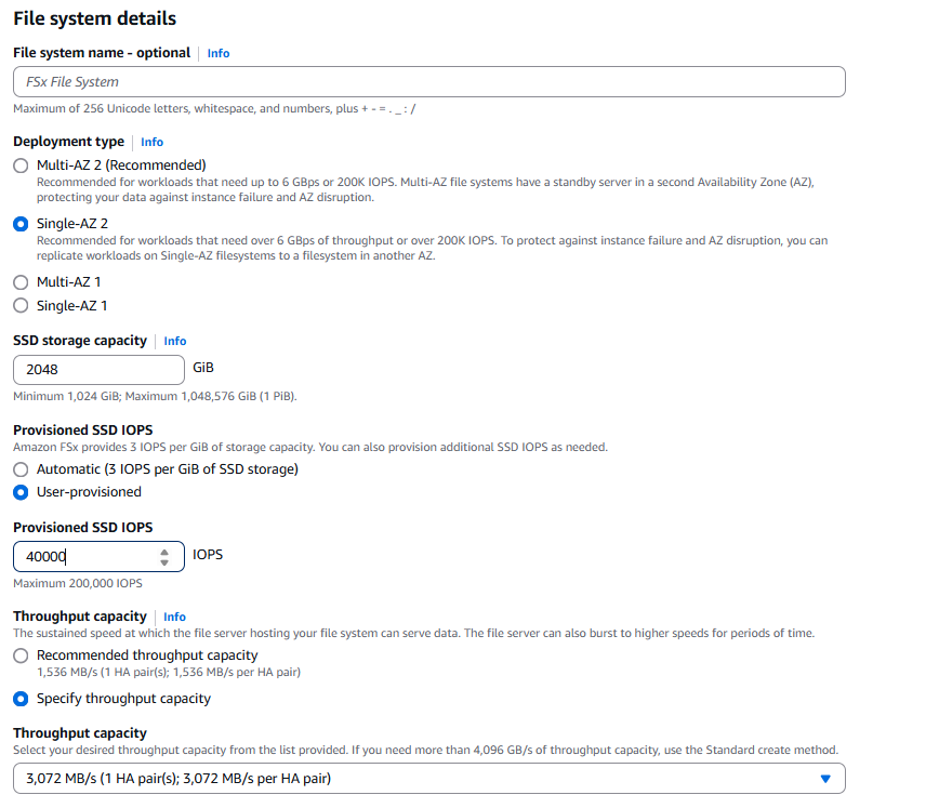 File system details
File system name - optional Info
FSx File System
Maximum of 256 Unicode letters, whitespace, and numbers, plus + - = . _ : /
Deployment type Info
Multi-AZ 2 (Recommended)
Recommended for workloads that need up to 6 GBps or 200K IOPS. Multi-AZ file systems have a standby server in a second Availability Zone (AZ),
protecting your data against instance failure and AZ disruption.
Single-AZ 2
Recommended for workloads that need over 6 GBps of throughput or over 200K IOPS. To protect against instance failure and AZ disruption, you can
replicate workloads on Single-AZ filesystems to a filesystem in another AZ.
Multi-AZ 1
Single-AZ 1
SSD storage capacity Info
2048 GiB
Minimum 1,024 GiB; Maximum 1,048,576 GiB (1 PiB).
Provisioned SSD IOPS
Amazon FSx provides 3 IOPS per GiB of storage capacity. You can also provision additional SSD IOPS as needed.
Automatic (3 IOPS per GiB of SSD storage)
User-provisioned
Provisioned SSD IOPS
40000 IOPS
Maximum 200,000 IOPS
Throughput capacity Info
The sustained speed at which the file server hosting your file system can serve data. The file server can also burst to higher speeds for periods of time.
Recommended throughput capacity
1,536 MB/s (1 HA pair(s); 1,536 MB/s per HA pair)
Specify throughput capacity
Throughput capacity
Select your desired throughput capacity from the list provided. If you need more than 4,096 GB/s of throughput capacity, use the Standard create method.
3,072 MB/s (1 HA pair(s); 3,072 MB/s per HA pair)